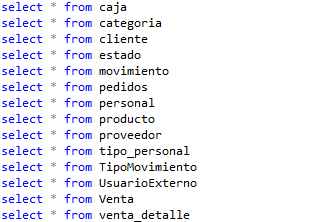 select * from caja
select * from categoria
select * from cliente
select * from estado
select * from movimiento
select * from pedidos
select * from personal
select * from producto
select * from proveedor
select * from tipo_personal
select * from TipoMovimiento
select * from UsuarioExterno
select * from Venta
select * from venta_detalle